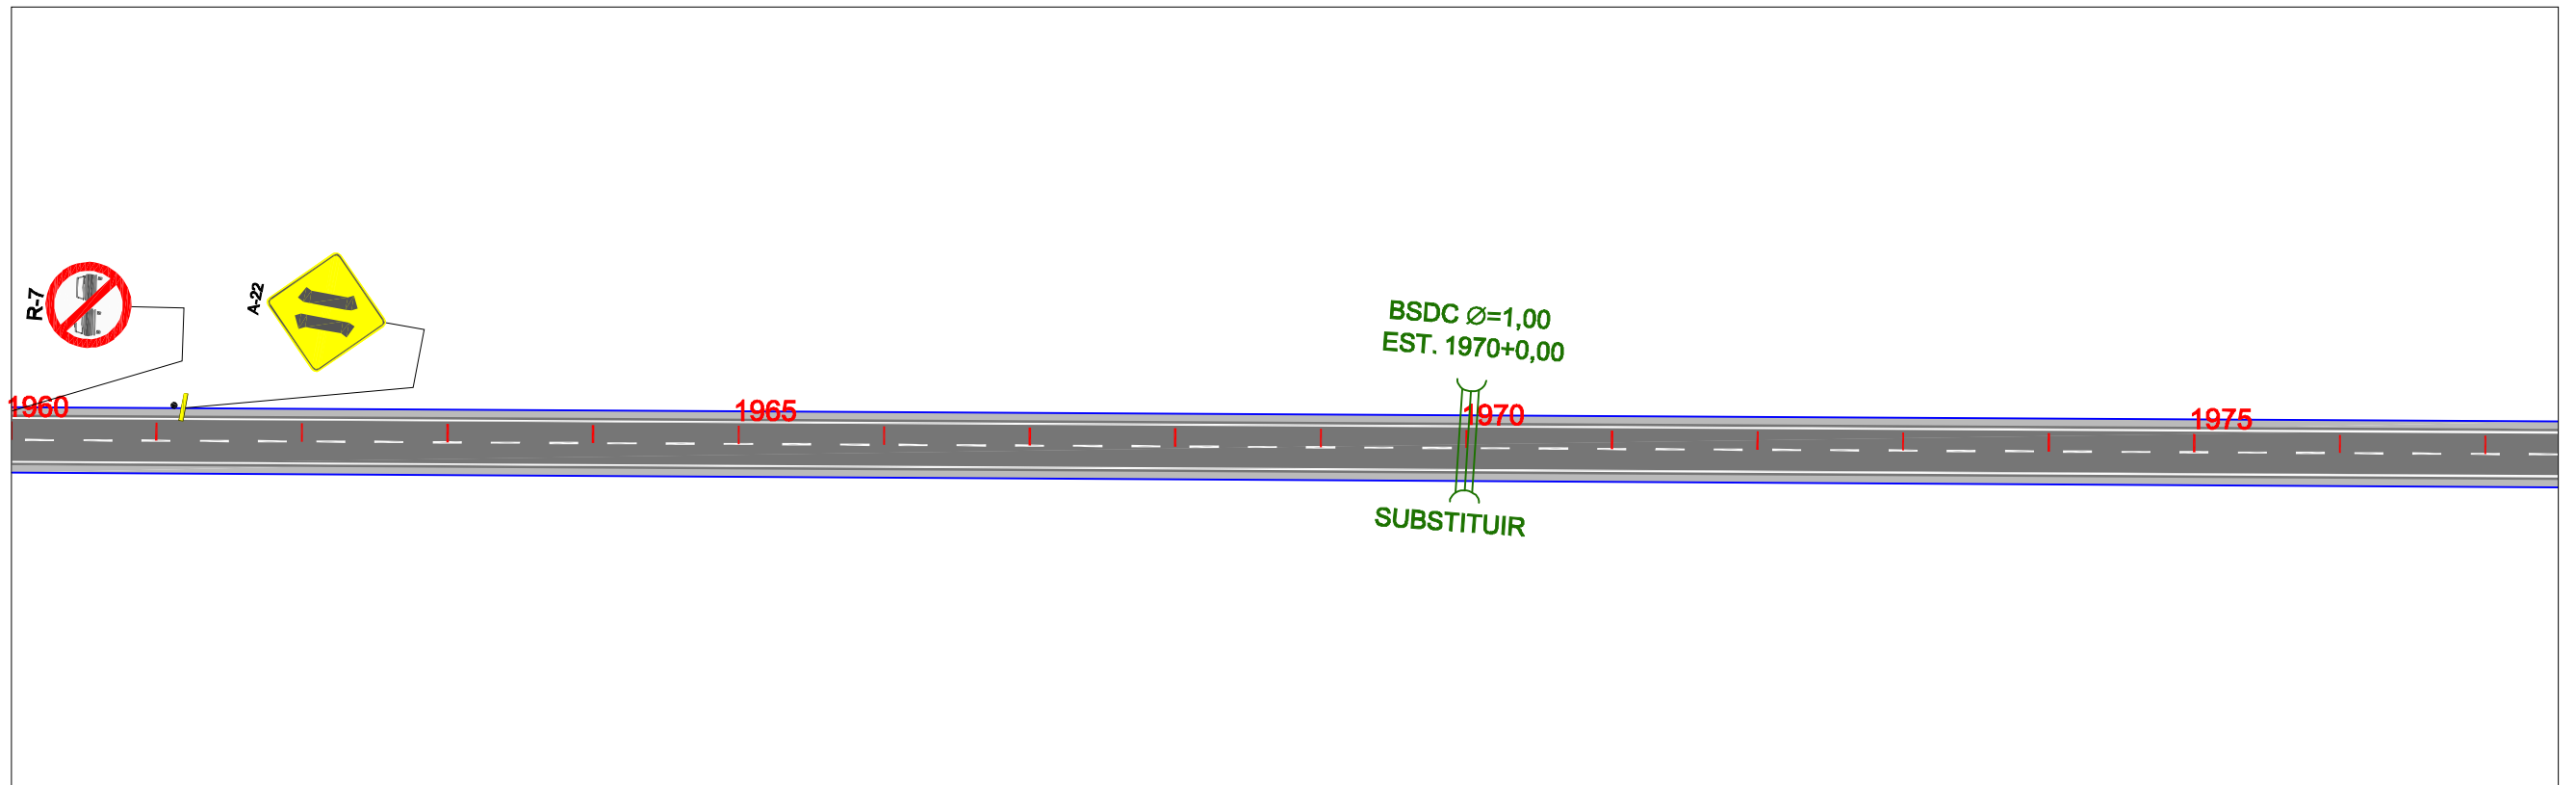 R-7
A-22
BSDC Ø=1,00
EST. 1970+0,00
1960
1965
1970
1975
SUBSTITUIR